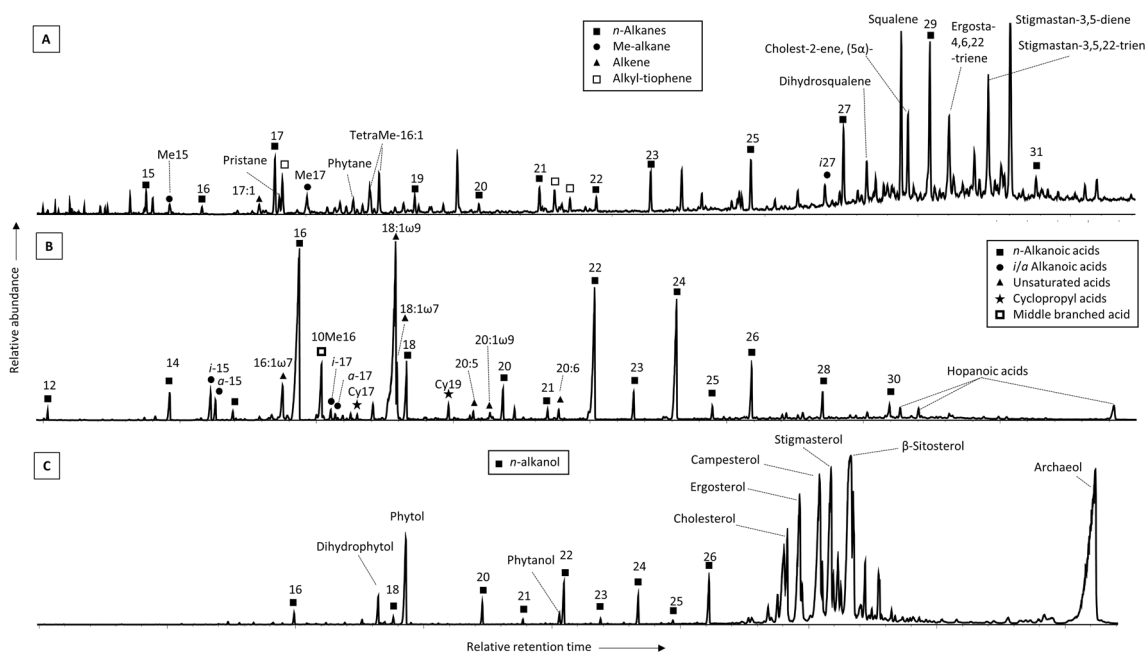 A
n-Alkanes
Me-alkane
Alkene
Alkyl-tiophene
Squalene
29
Ergosta-
4,6,22
-triene
Stigmastan-3,5-diene
Stigmastan-3,5,22-trien
Cholest-2-ene, (5α)-
Dihydrosqualene
27
i27
25
31
23
22
21
20
19
TetraMe-16:1
Phytane
Me17
17
Pristane
17:1
16
Me15
15
Relative abundance
B
n-Alkanoic acids
i/a Alkanoic acids
Unsaturated acids
Cyclopropyl acids
Middle branched acid
12
14
i-15
a-15
16:1ω7
16
10Me16
i-17
a-17
Cy17
18:1ω9
18:1ω7
18
Cy19
20:5
20:1ω9
20
21
20:6
22
23
24
25
26
28
30
Hopanoic acids
C
n-alkanol
16
Dihydrophytol
18
Phytol
20
21
Phytanol
22
23
24
25
26
Cholesterol
Ergosterol
Campesterol
Stigmasterol
β-Sitosterol
Archaeol
Relative retention time